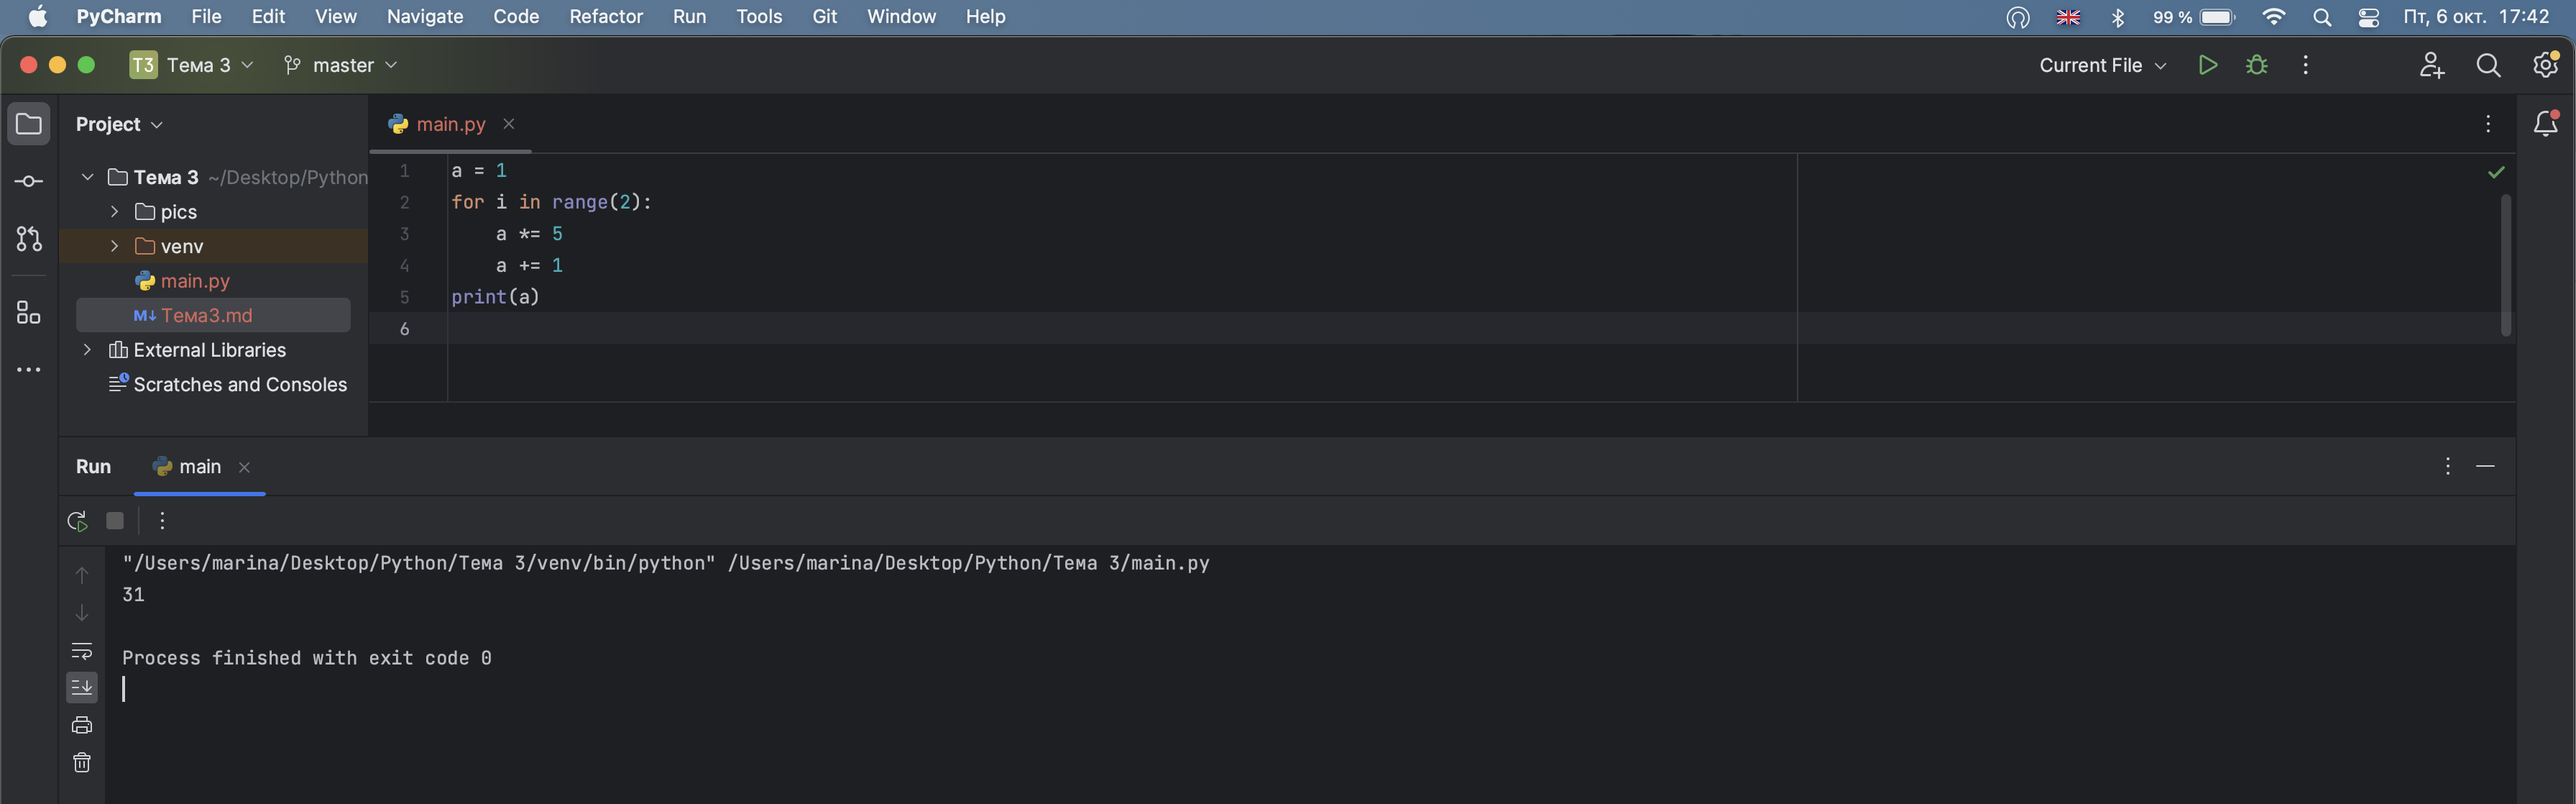 PyCharm File Edit View Navigate Code Refactor Run Tools Git Window Help 99 % Пт, 6 окт. 17:42
T3 Тема 3 master Current File
Project
main.py
Тема 3 ~/Desktop/Python
pics
venv
main.py
M↓ Тема3.md
External Libraries
Scratches and Consoles
1 a = 1
2 for i in range(2):
3 a *= 5
4 a += 1
5 print(a)
6
Run main
"/Users/marina/Desktop/Python/Тема 3/venv/bin/python" /Users/marina/Desktop/Python/Тема 3/main.py
31
Process finished with exit code 0